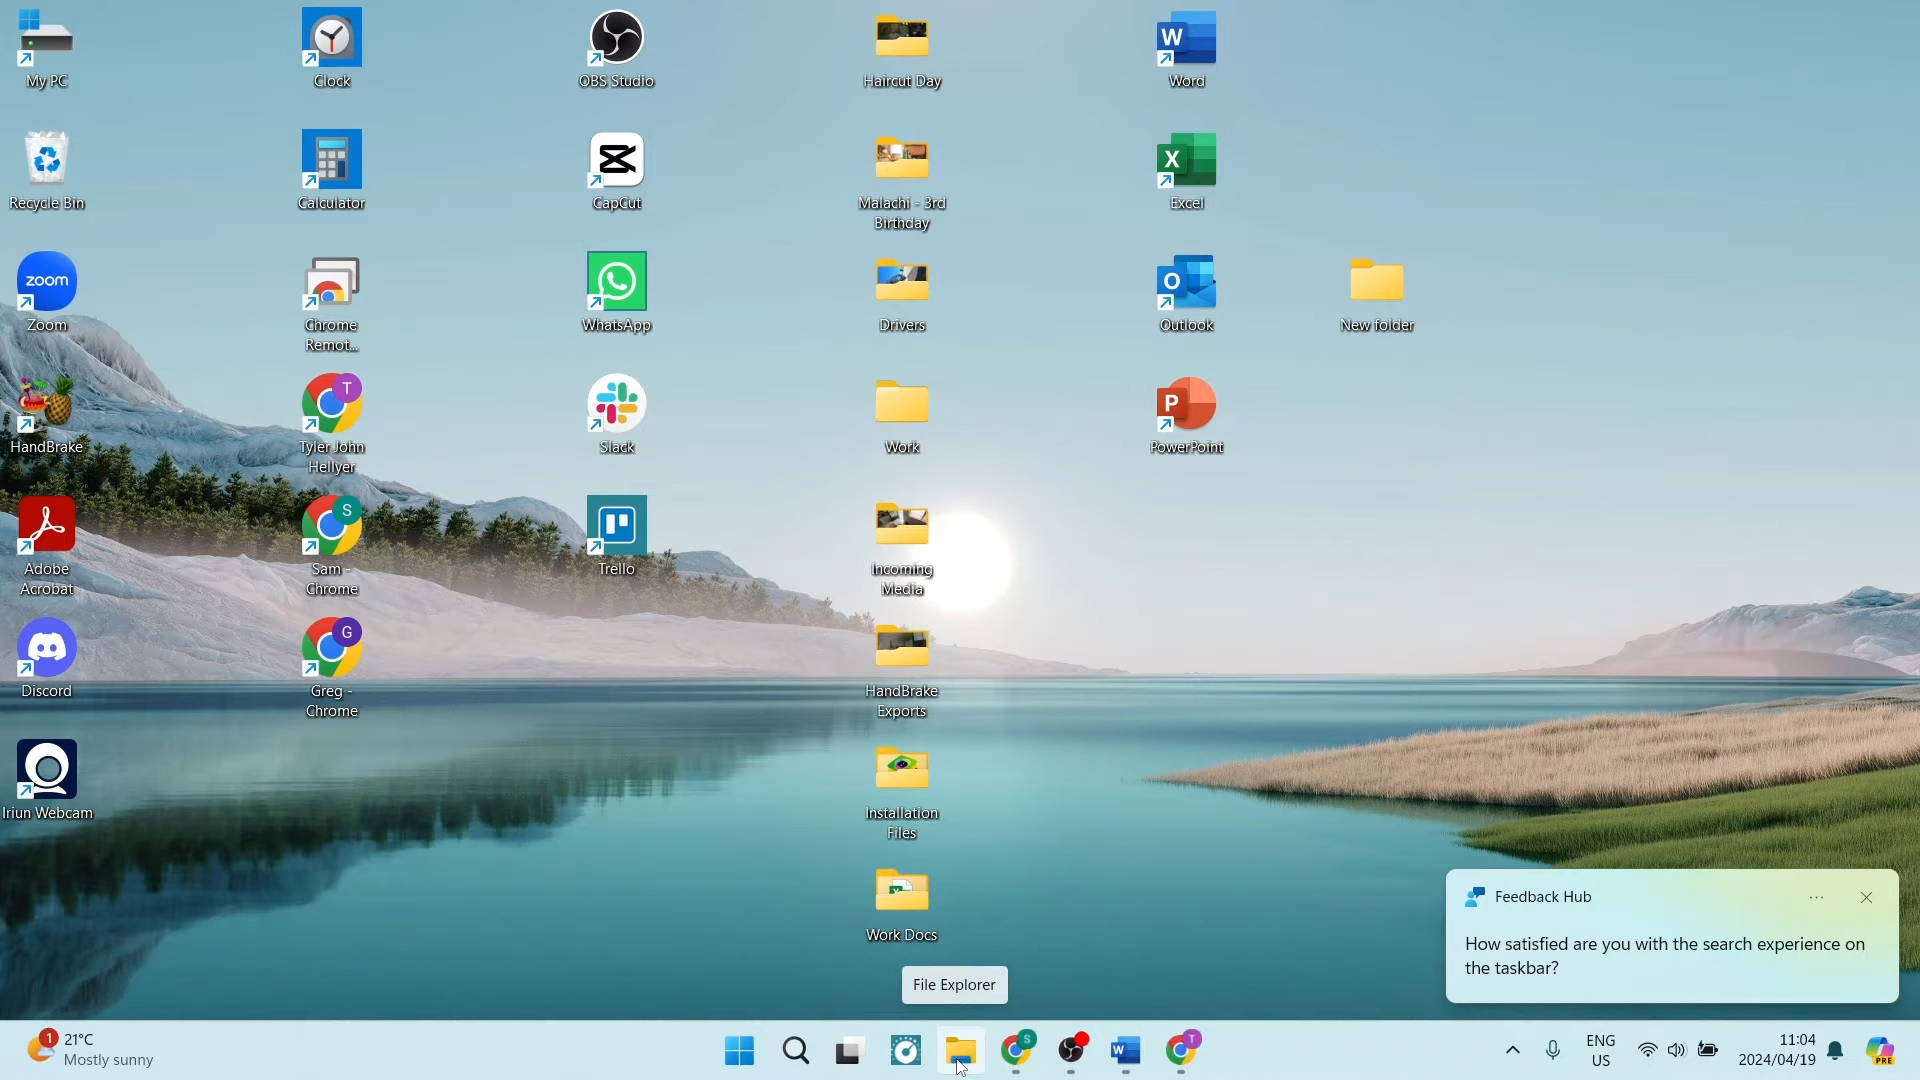 My PC
Clock
OBS Studio
Haircut Day
W
Word
Recycle Bin
Calculator
CapCut
Malachi - 3rd
Birthday
X
Excel
zoom
Zoom
Chrome
Remot...
WhatsApp
Drivers
O
Outlook
New folder
HandBrake
T
Tyler John
Hellyer
Slack
Work
P
PowerPoint
Adobe
Acrobat
S
Sam -
Chrome
Trello
Incoming
Media
Discord
G
Greg -
Chrome
HandBrake
Exports
Iriun Webcam
Installation
Files
Work Docs
Feedback Hub
How satisfied are you with the search experience on
the taskbar?
File Explorer
1
21°C
Mostly sunny
S
W
T
ENG
US
11:04
2024/04/19
PRE